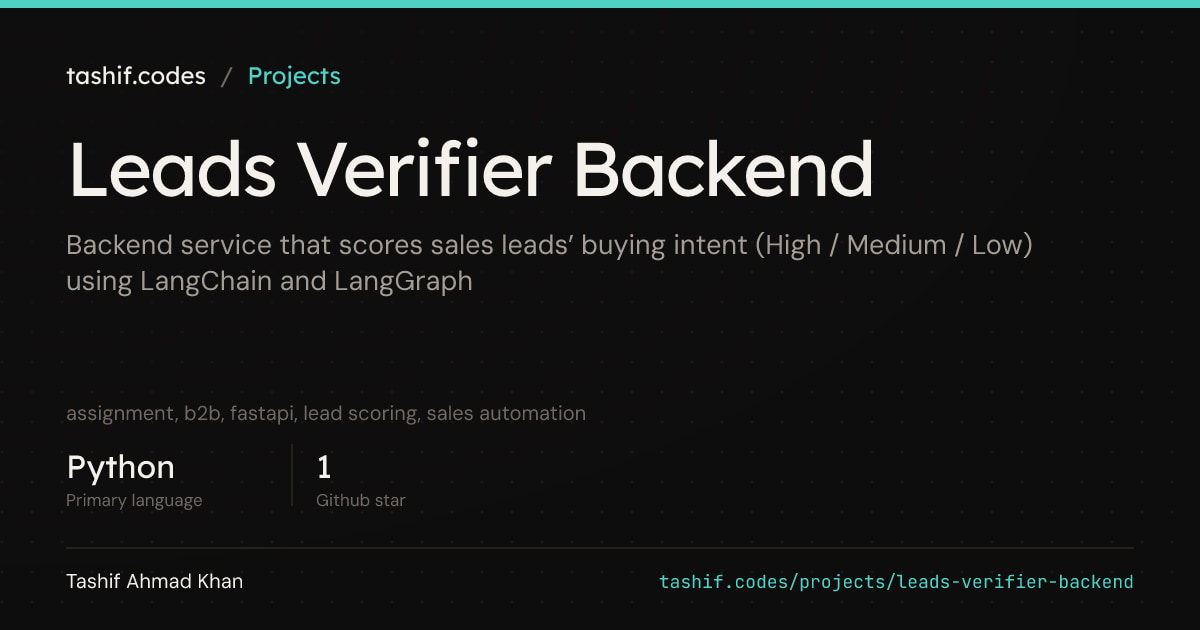 tashif.codes / Projects
Leads Verifier Backend
Backend service that scores sales leads’ buying intent (High / Medium / Low)
using LangChain and LangGraph
assignment, b2b, fastapi, lead scoring, sales automation
Python
Primary language
1
Github star
Tashif Ahmad Khan
tashif.codes/projects/leads-verifier-backend